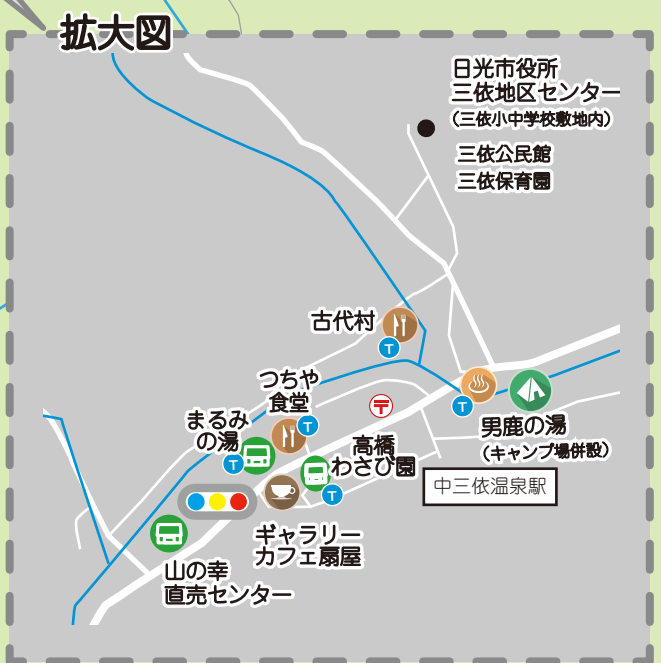 拡大図
日光市役所
三依地区センター
（三依小中学校敷地内）
三依公民館
三依保育園
古代村
T
つちや
食堂
T
〒
T
男鹿の湯
（キャンプ場併設）
まるみ
の湯
T
高橋
わさび園
T
中三依温泉駅
ギャラリー
カフェ扇屋
山の幸
直売センター